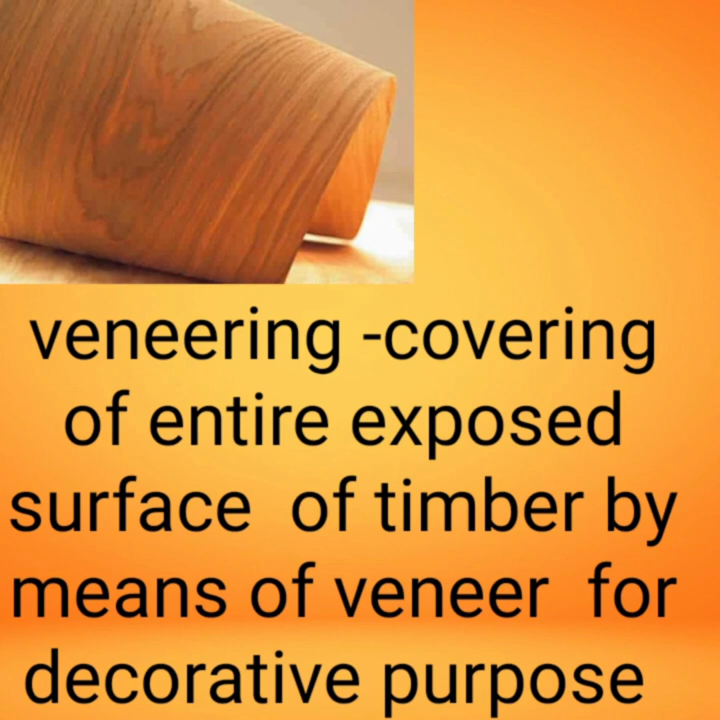 veneering -covering
of entire exposed
surface  of timber by
means of veneer  for
decorative purpose